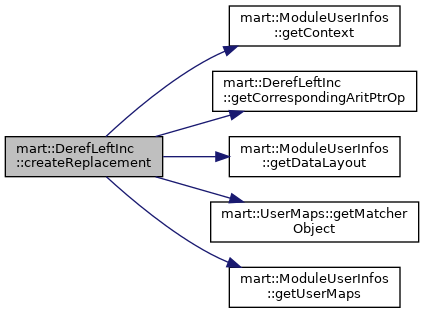 mart::ModuleUserInfos
::getContext
mart::DerefLeftInc
::getCorrespondingAritPtrOp
mart::DerefLeftInc
::createReplacement
mart::ModuleUserInfos
::getDataLayout
mart::UserMaps::getMatcher
Object
mart::ModuleUserInfos
::getUserMaps